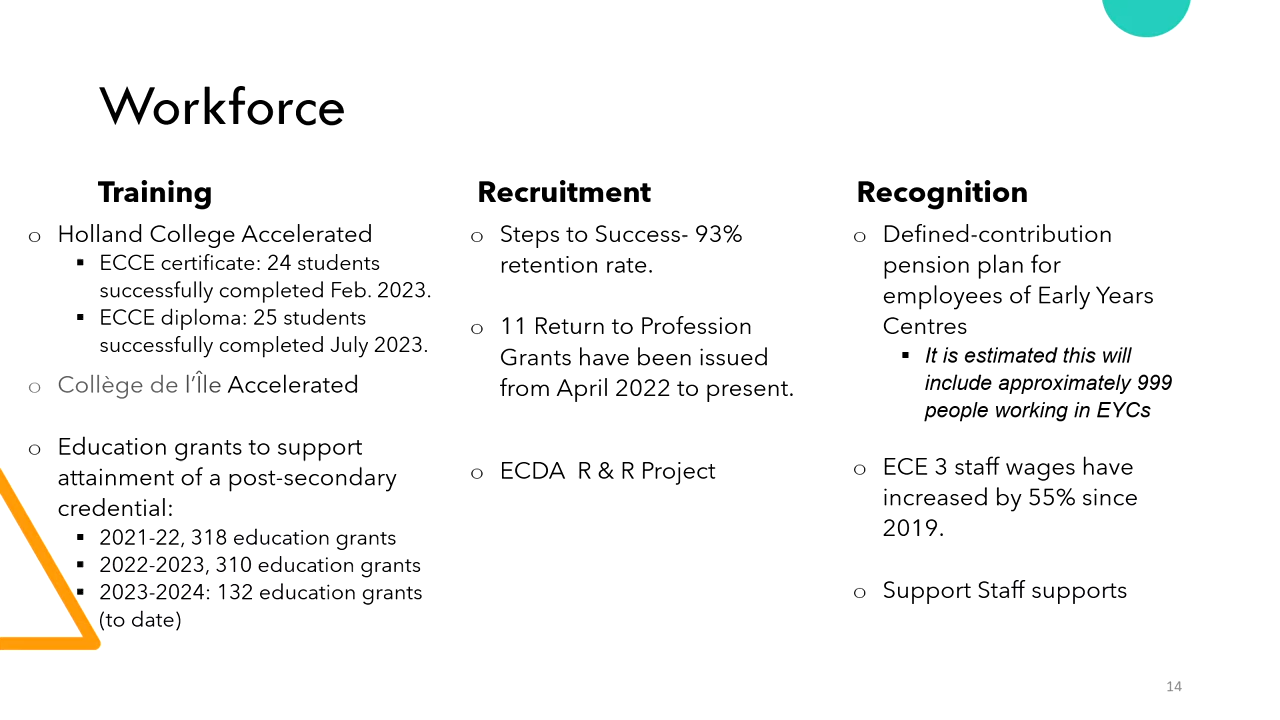 Workforce
Training
o Holland College Accelerated
▪ ECCE certificate: 24 students
successfully completed Feb. 2023.
▪ ECCE diploma: 25 students
successfully completed July 2023.
o Collège de l’Île Accelerated
o Education grants to support
attainment of a post-secondary
credential:
▪ 2021-22, 318 education grants
▪ 2022-2023, 310 education grants
▪ 2023-2024: 132 education grants
(to date)
Recruitment
o Steps to Success- 93%
retention rate.
o 11 Return to Profession
Grants have been issued
from April 2022 to present.
o ECDA R & R Project
Recognition
o Defined-contribution
pension plan for
employees of Early Years
Centres
▪ It is estimated this will
include approximately 999
people working in EYCs
o ECE 3 staff wages have
increased by 55% since
2019.
o Support Staff supports
14